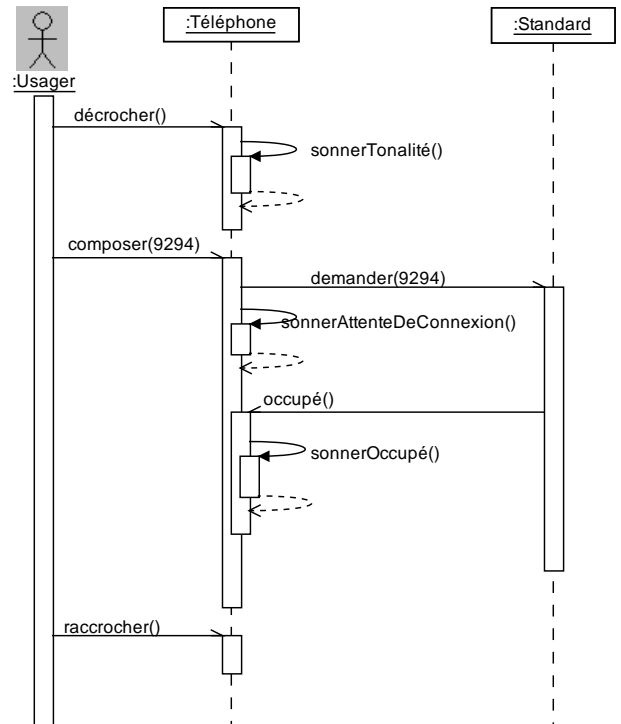 :Téléphone
:Standard
:Usager
décrocher()
sonnerTonalité()
composer(9294)
demander(9294)
sonnerAttenteDeConnexion()
occupé()
sonnerOccupé()
raccrocher()